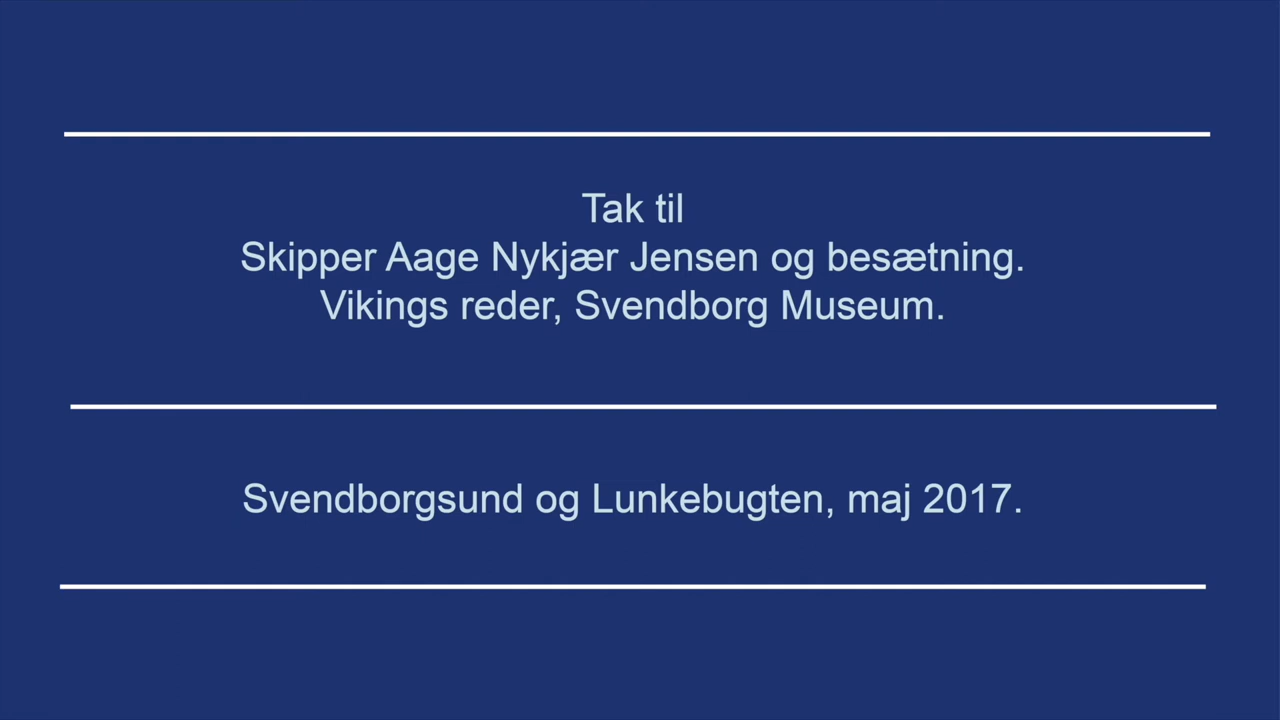 Tak til
Skipper Aage Nykjær Jensen og besætning.
Vikings reder, Svendborg Museum.
Svendborgsund og Lunkebugten, maj 2017.